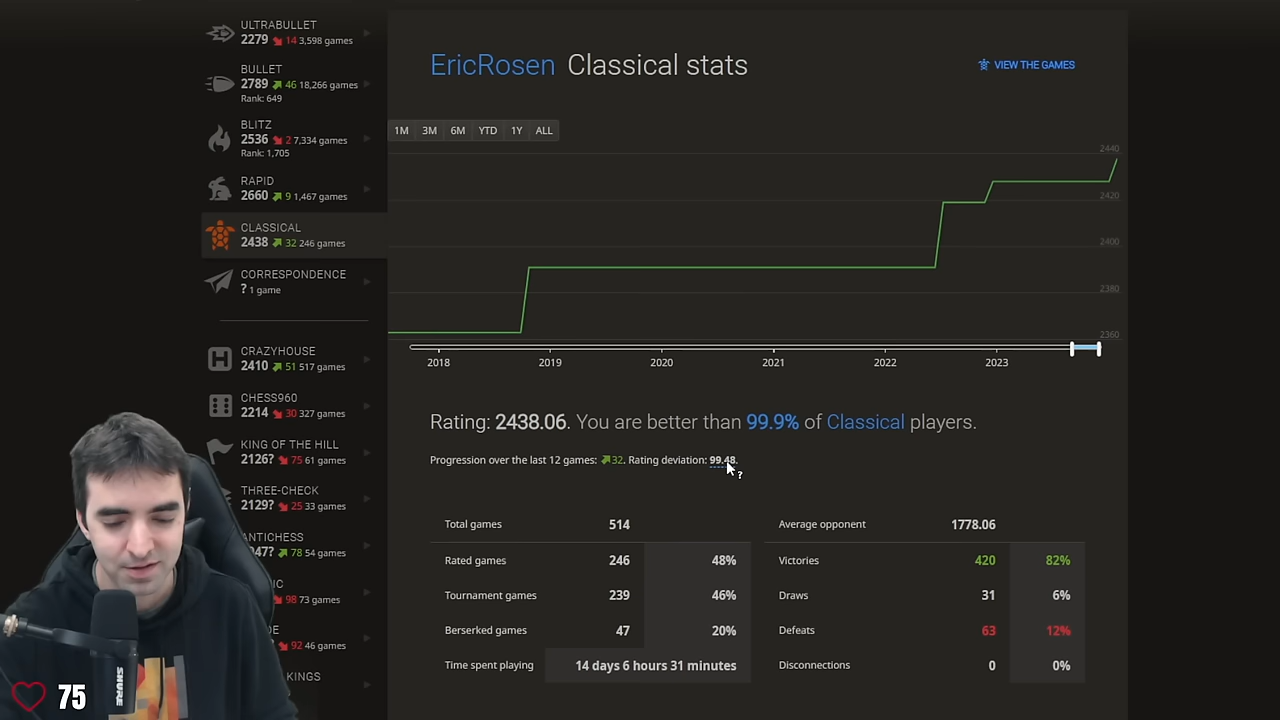 ULTRABULLET
2279 14 3,598 games
BULLET
2789 46 18,266 games
Rank: 649
BLITZ
2536 2 7,334 games
Rank: 1,705
RAPID
2660 9 1,467 games
CLASSICAL
2438 32 246 games
CORRESPONDENCE
? 1 game
CRAZYHOUSE
2410 51 517 games
CHESS960
2214 30 327 games
KING OF THE HILL
2126? 75 61 games
THREE-CHECK
2129? 25 33 games
ANTICHESS
047? 78 54 games
IC
98 73 games
DE
92 46 games
KINGS
EricRosen Classical stats
VIEW THE GAMES
1M 3M 6M YTD 1Y ALL
2440
2420
2400
2380
2360
2018 2019 2020 2021 2022 2023
Rating: 2438.06. You are better than 99.9% of Classical players.
Progression over the last 12 games: 32. Rating deviation: 99.48.
?
Total games 514
Rated games 246 48%
Tournament games 239 46%
Berserked games 47 20%
Time spent playing 14 days 6 hours 31 minutes
Average opponent 1778.06
Victories 420 82%
Draws 31 6%
Defeats 63 12%
Disconnections 0 0%
SHURE
75